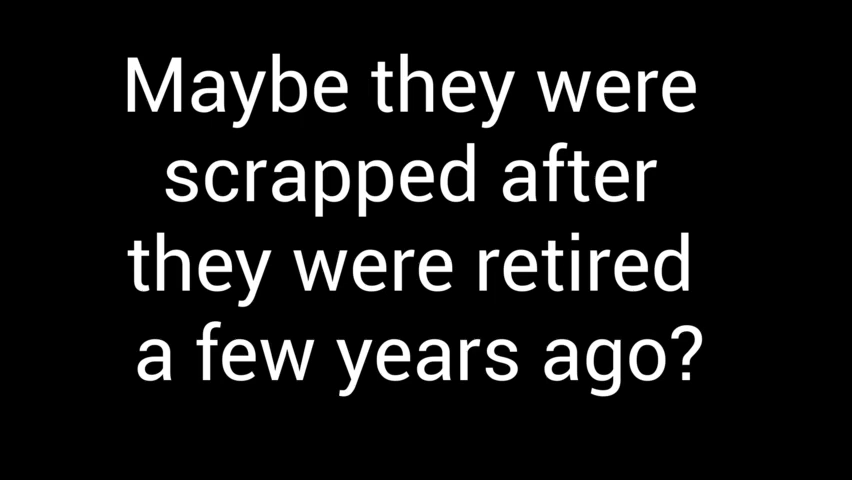 Maybe they were
scrapped after
they were retired
a few years ago?